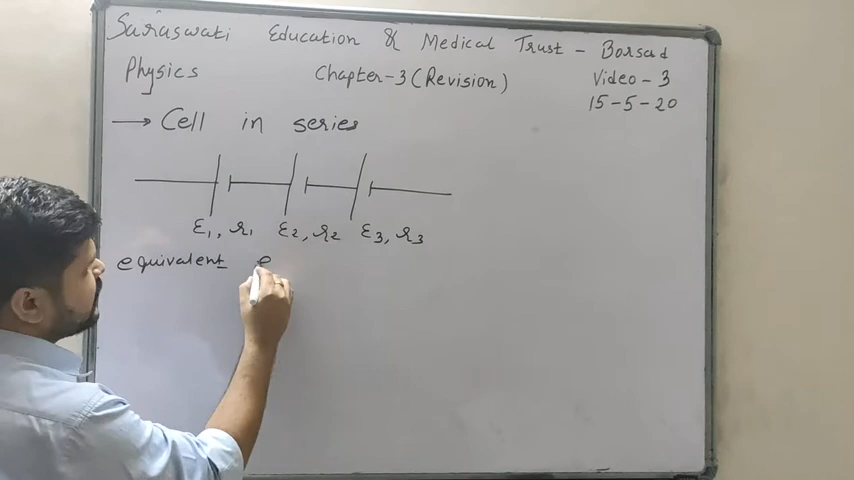 Saraswati Education & Medical Trust - Borsad
Physics Chapter-3 (Revision) Video - 3
15-5-20
→ Cell in series
ε1, r1 ε2, r2 ε3, r3
equivalent e